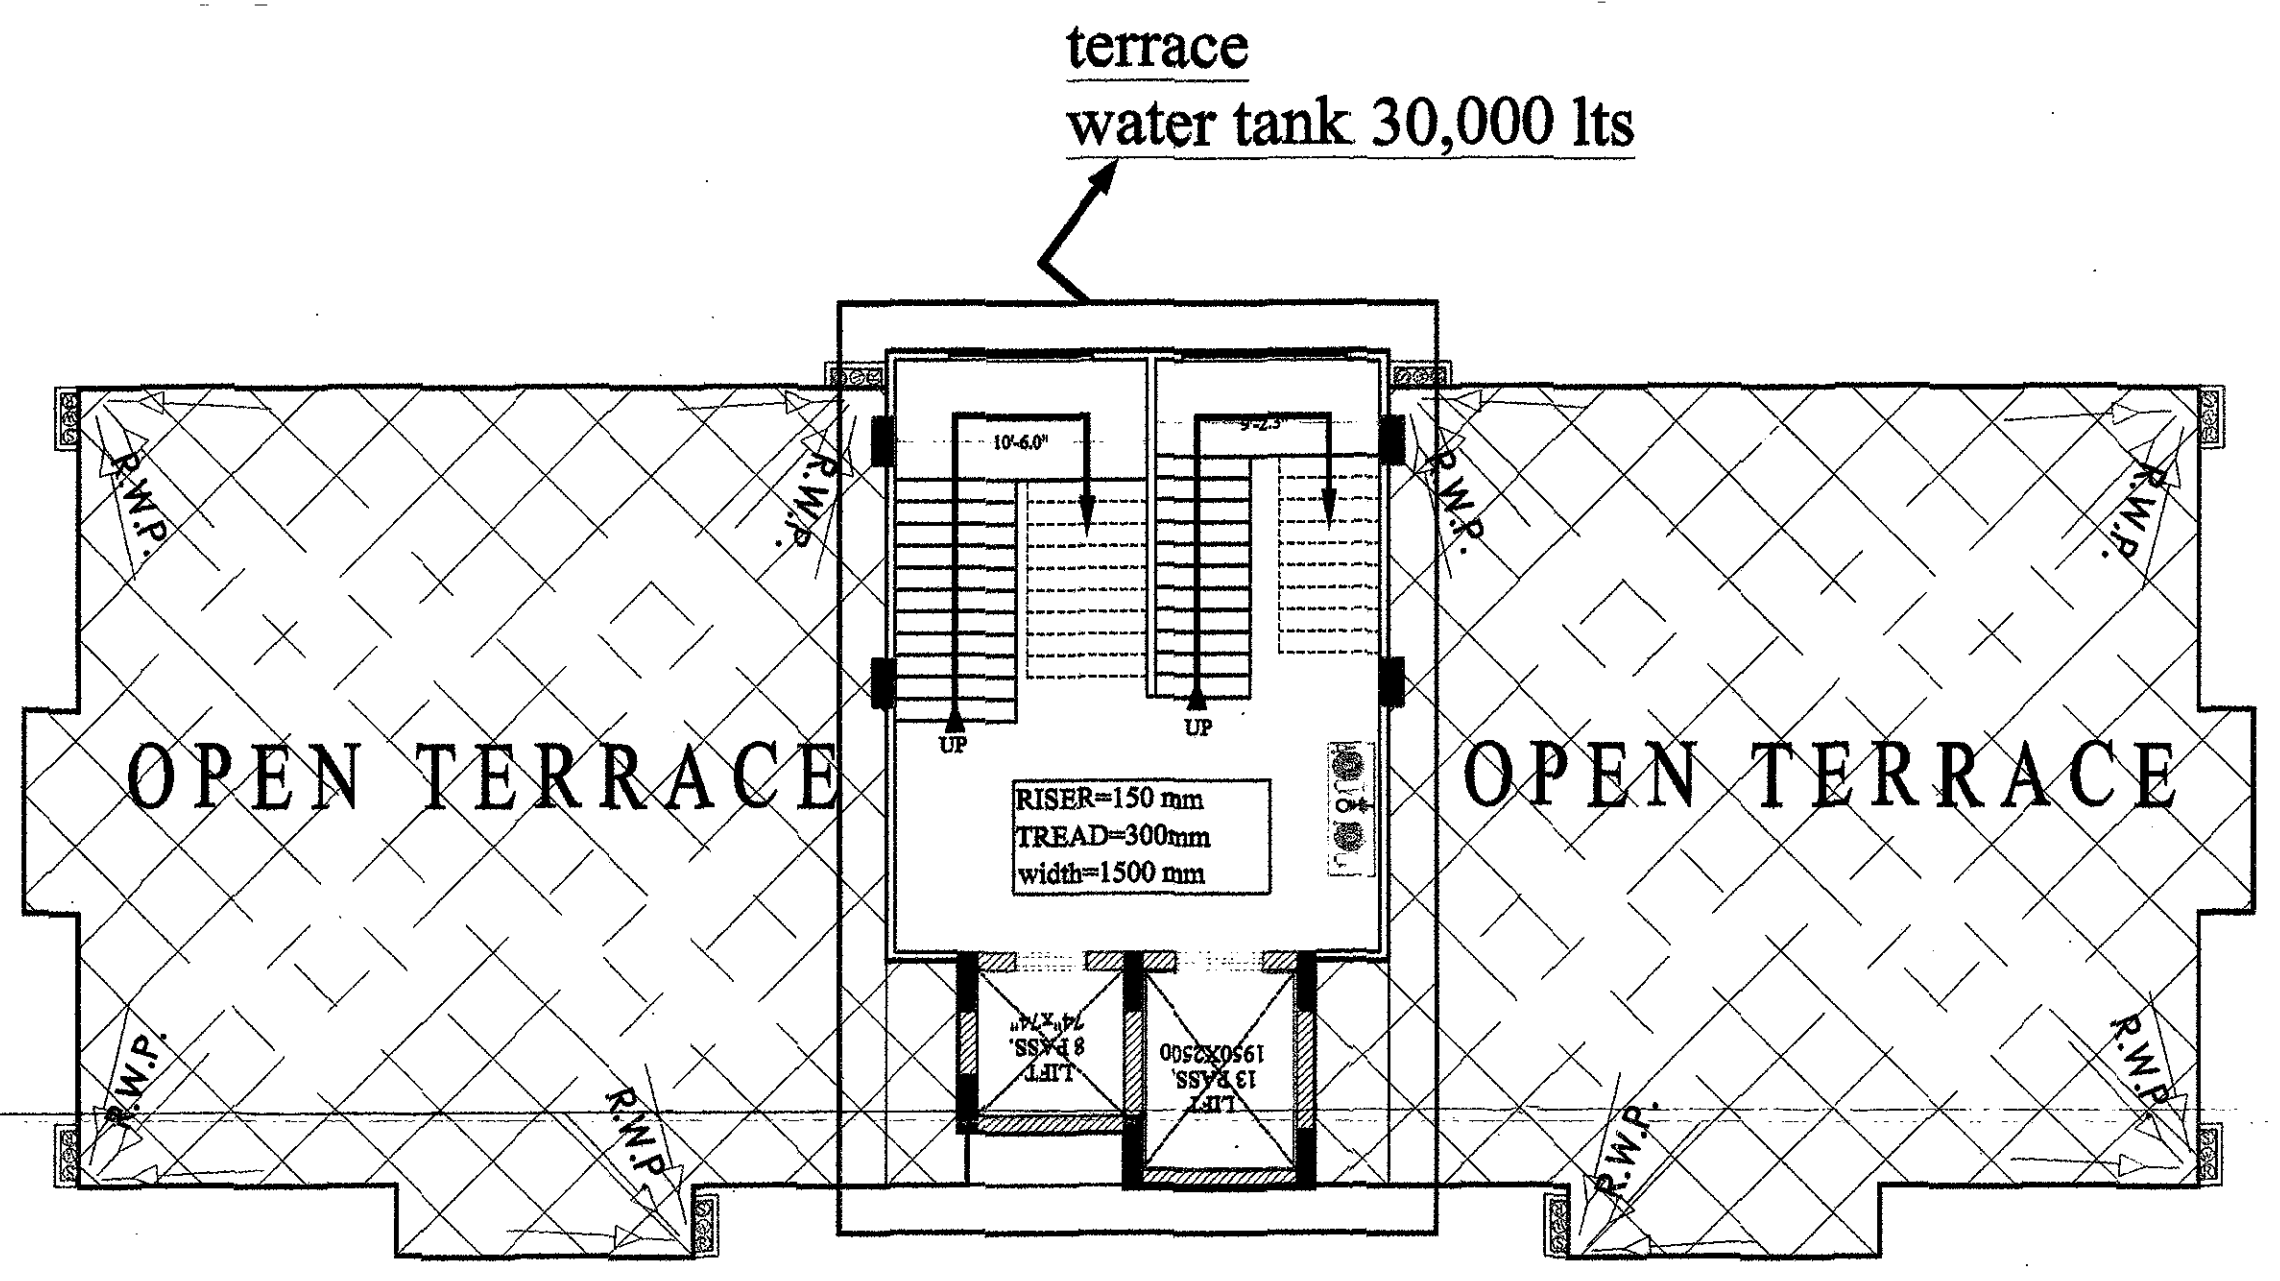 terrace
water tank 30,000 lts
10'-6.0"
9'-2.3"
R.W.P.
R.W.P.
R.W.P.
R.W.P.
UP
UP
OPEN TERRACE
OPEN TERRACE
RISER=150 mm
TREAD=300mm
width=1500 mm
LIFT
8 PASS.
74"x74"
LIFT
13 PASS.
1950X2500
R.W.P.
R.W.P.
R.W.P.
R.W.P.